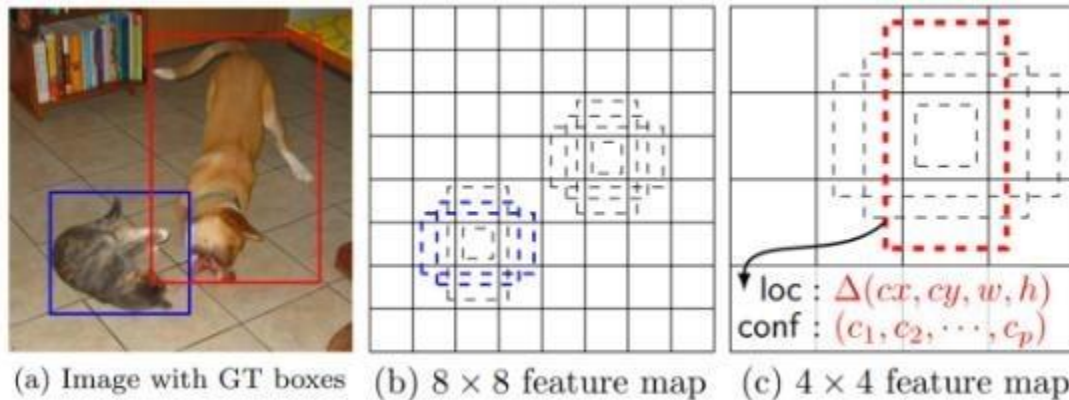 loc : Δ(cx, cy, w, h)
conf : (c₁, c₂, ⋯, cₚ)
(a) Image with GT boxes
(b) 8 × 8 feature map
(c) 4 × 4 feature map